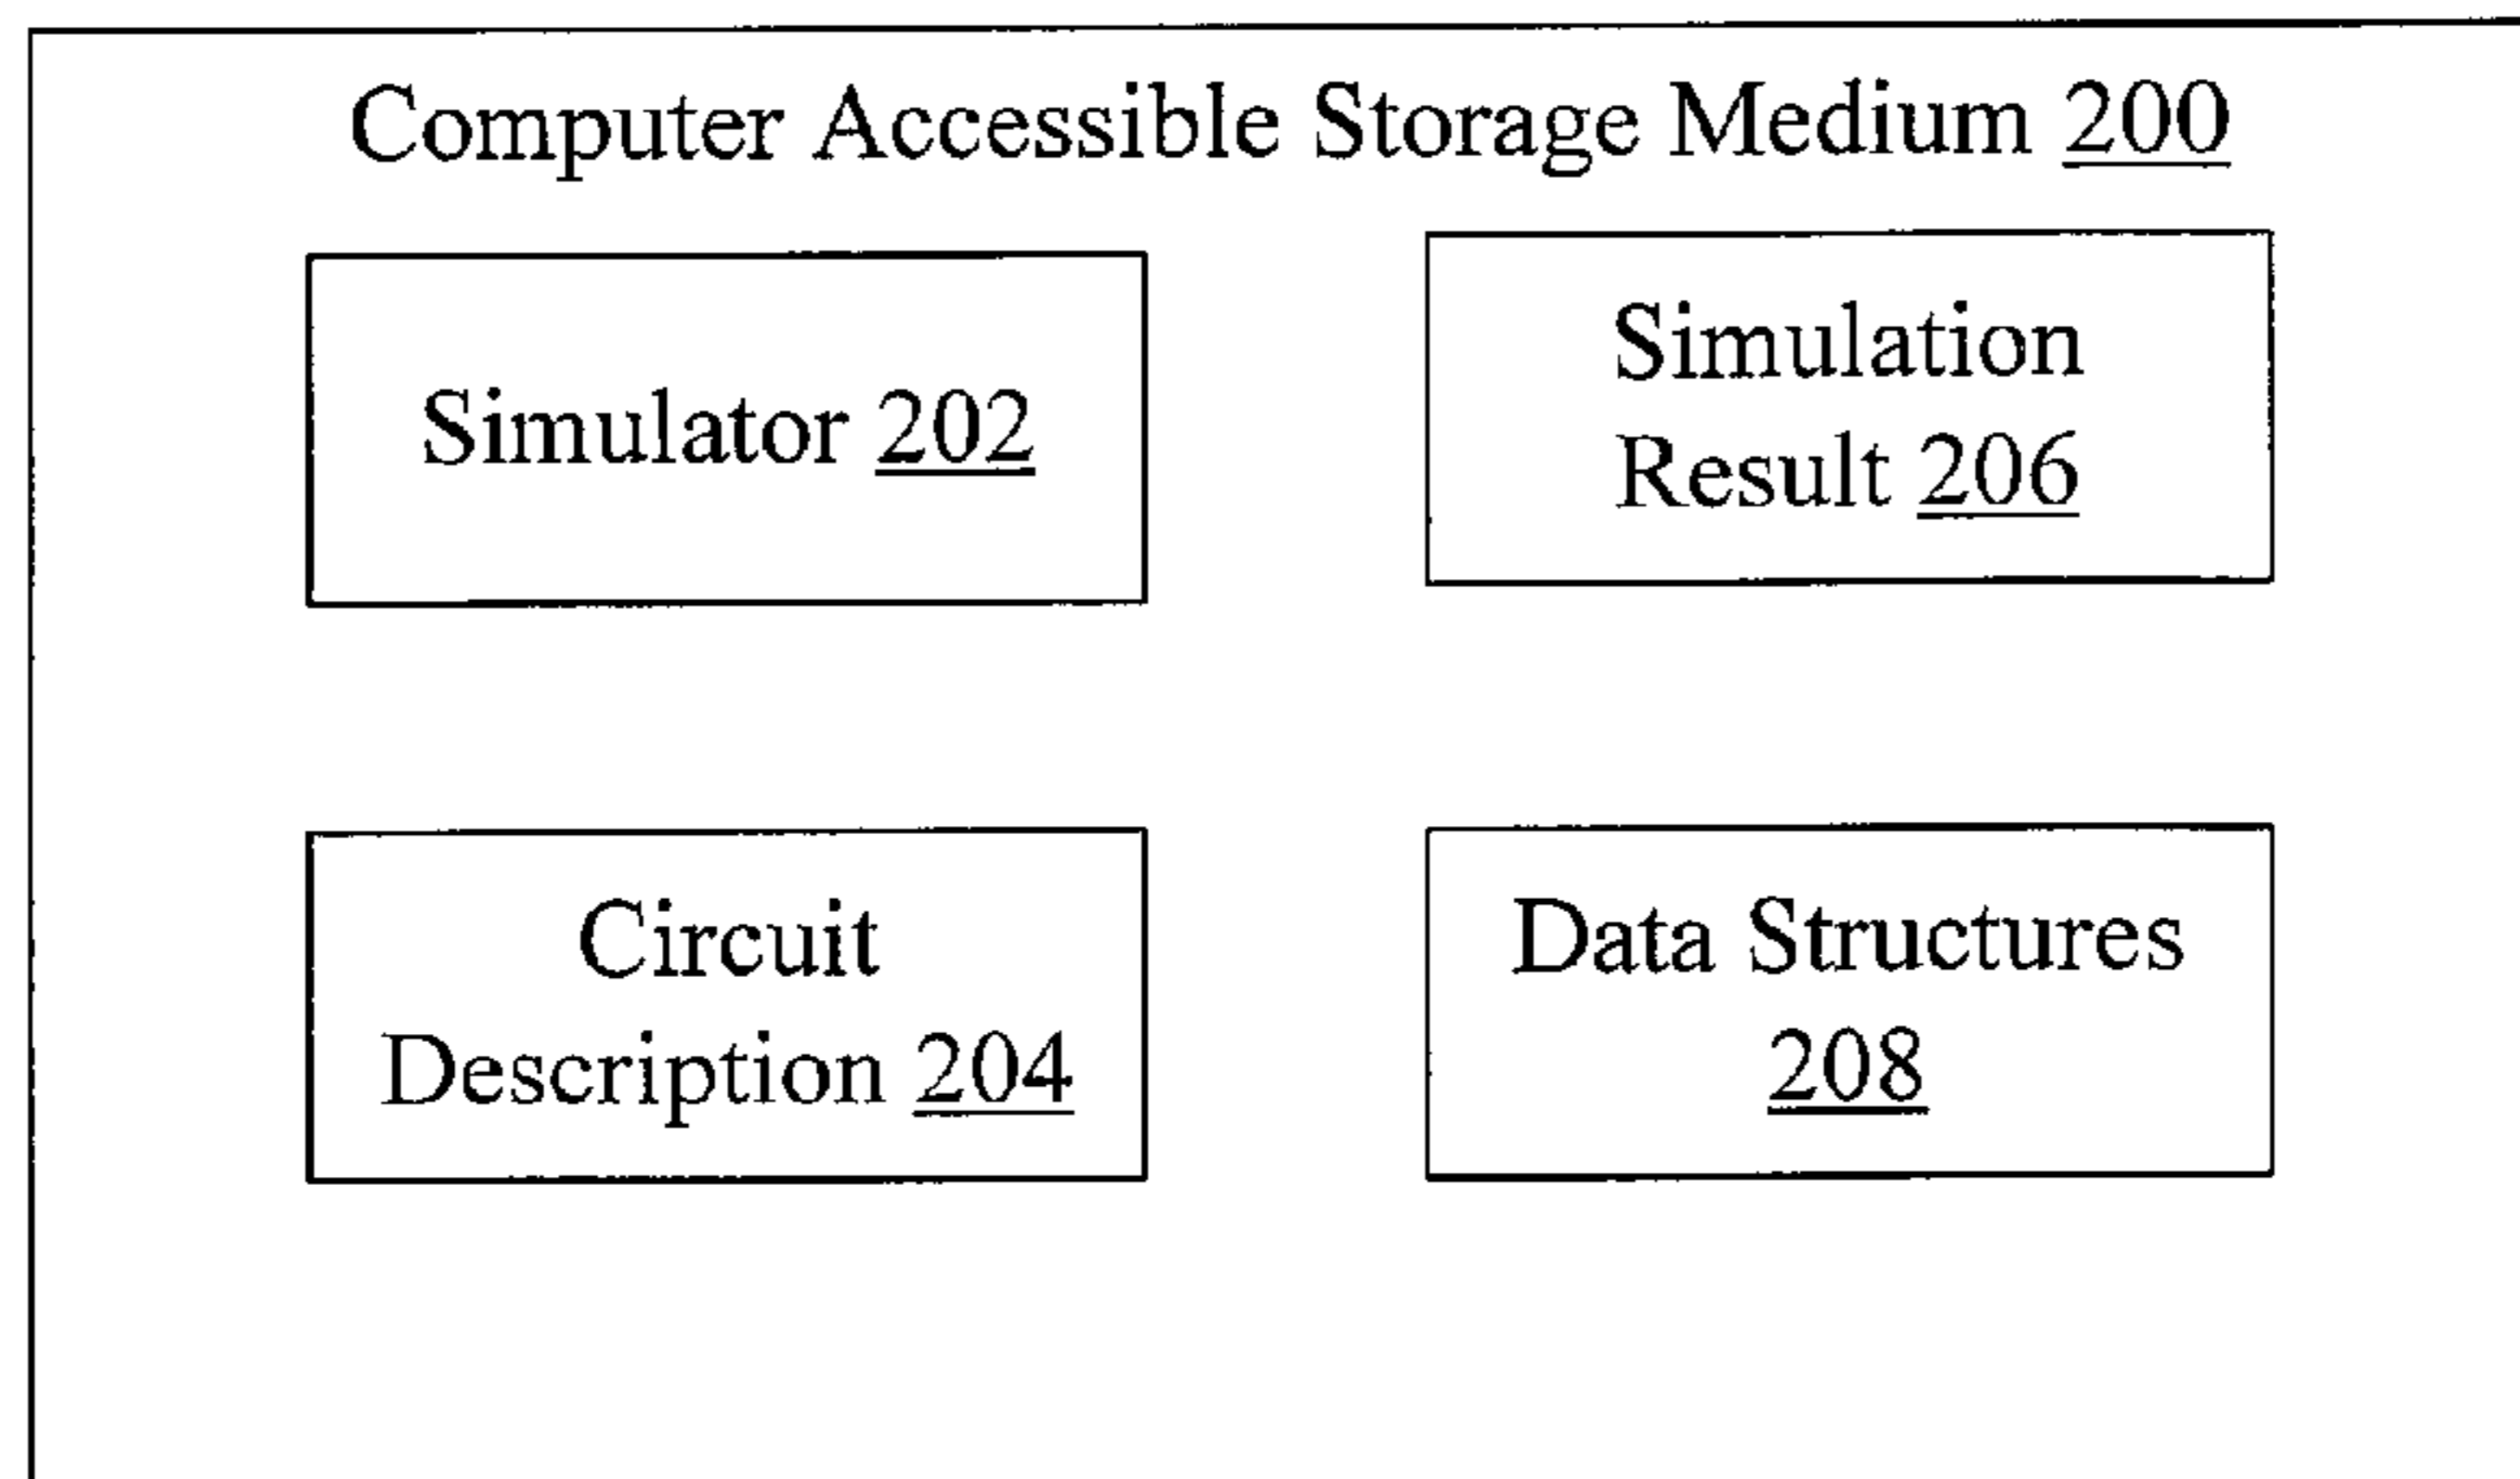 Computer Accessible Storage Medium 200
Simulator 202
Simulation
Result 206
Circuit
Description 204
Data Structures
208